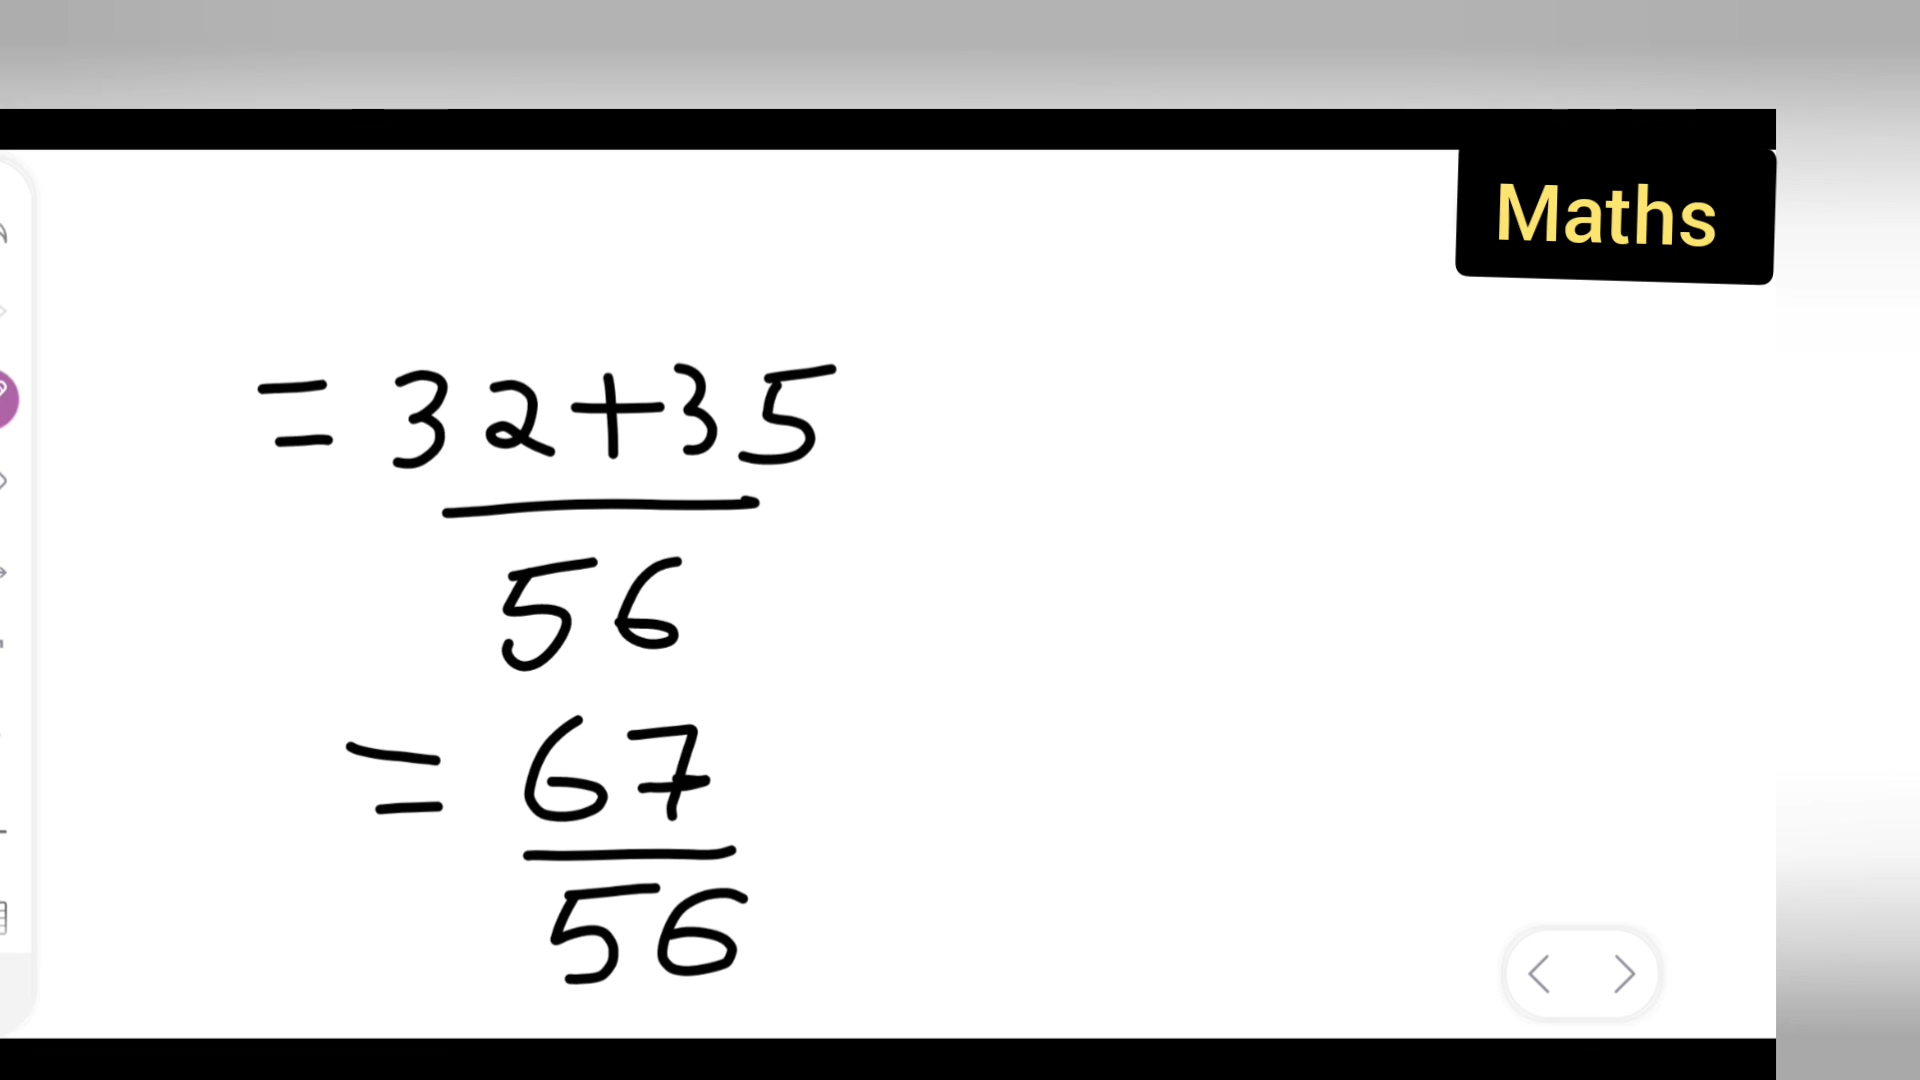 Maths
= 32+35
56
= 67
56